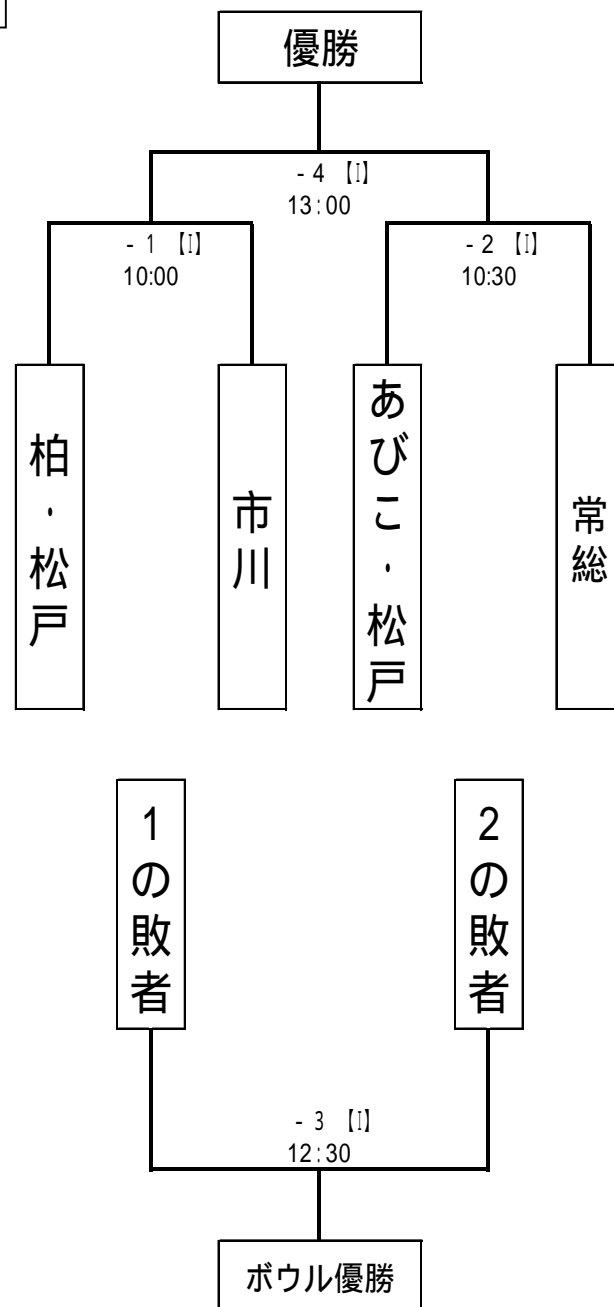 優勝
- 4 【I】
13:00
- 1 【I】
10:00
- 2 【I】
10:30
柏・松戸
市川
あびこ・松戸
常総
1の敗者
2の敗者
- 3 【I】
12:30
ボウル優勝